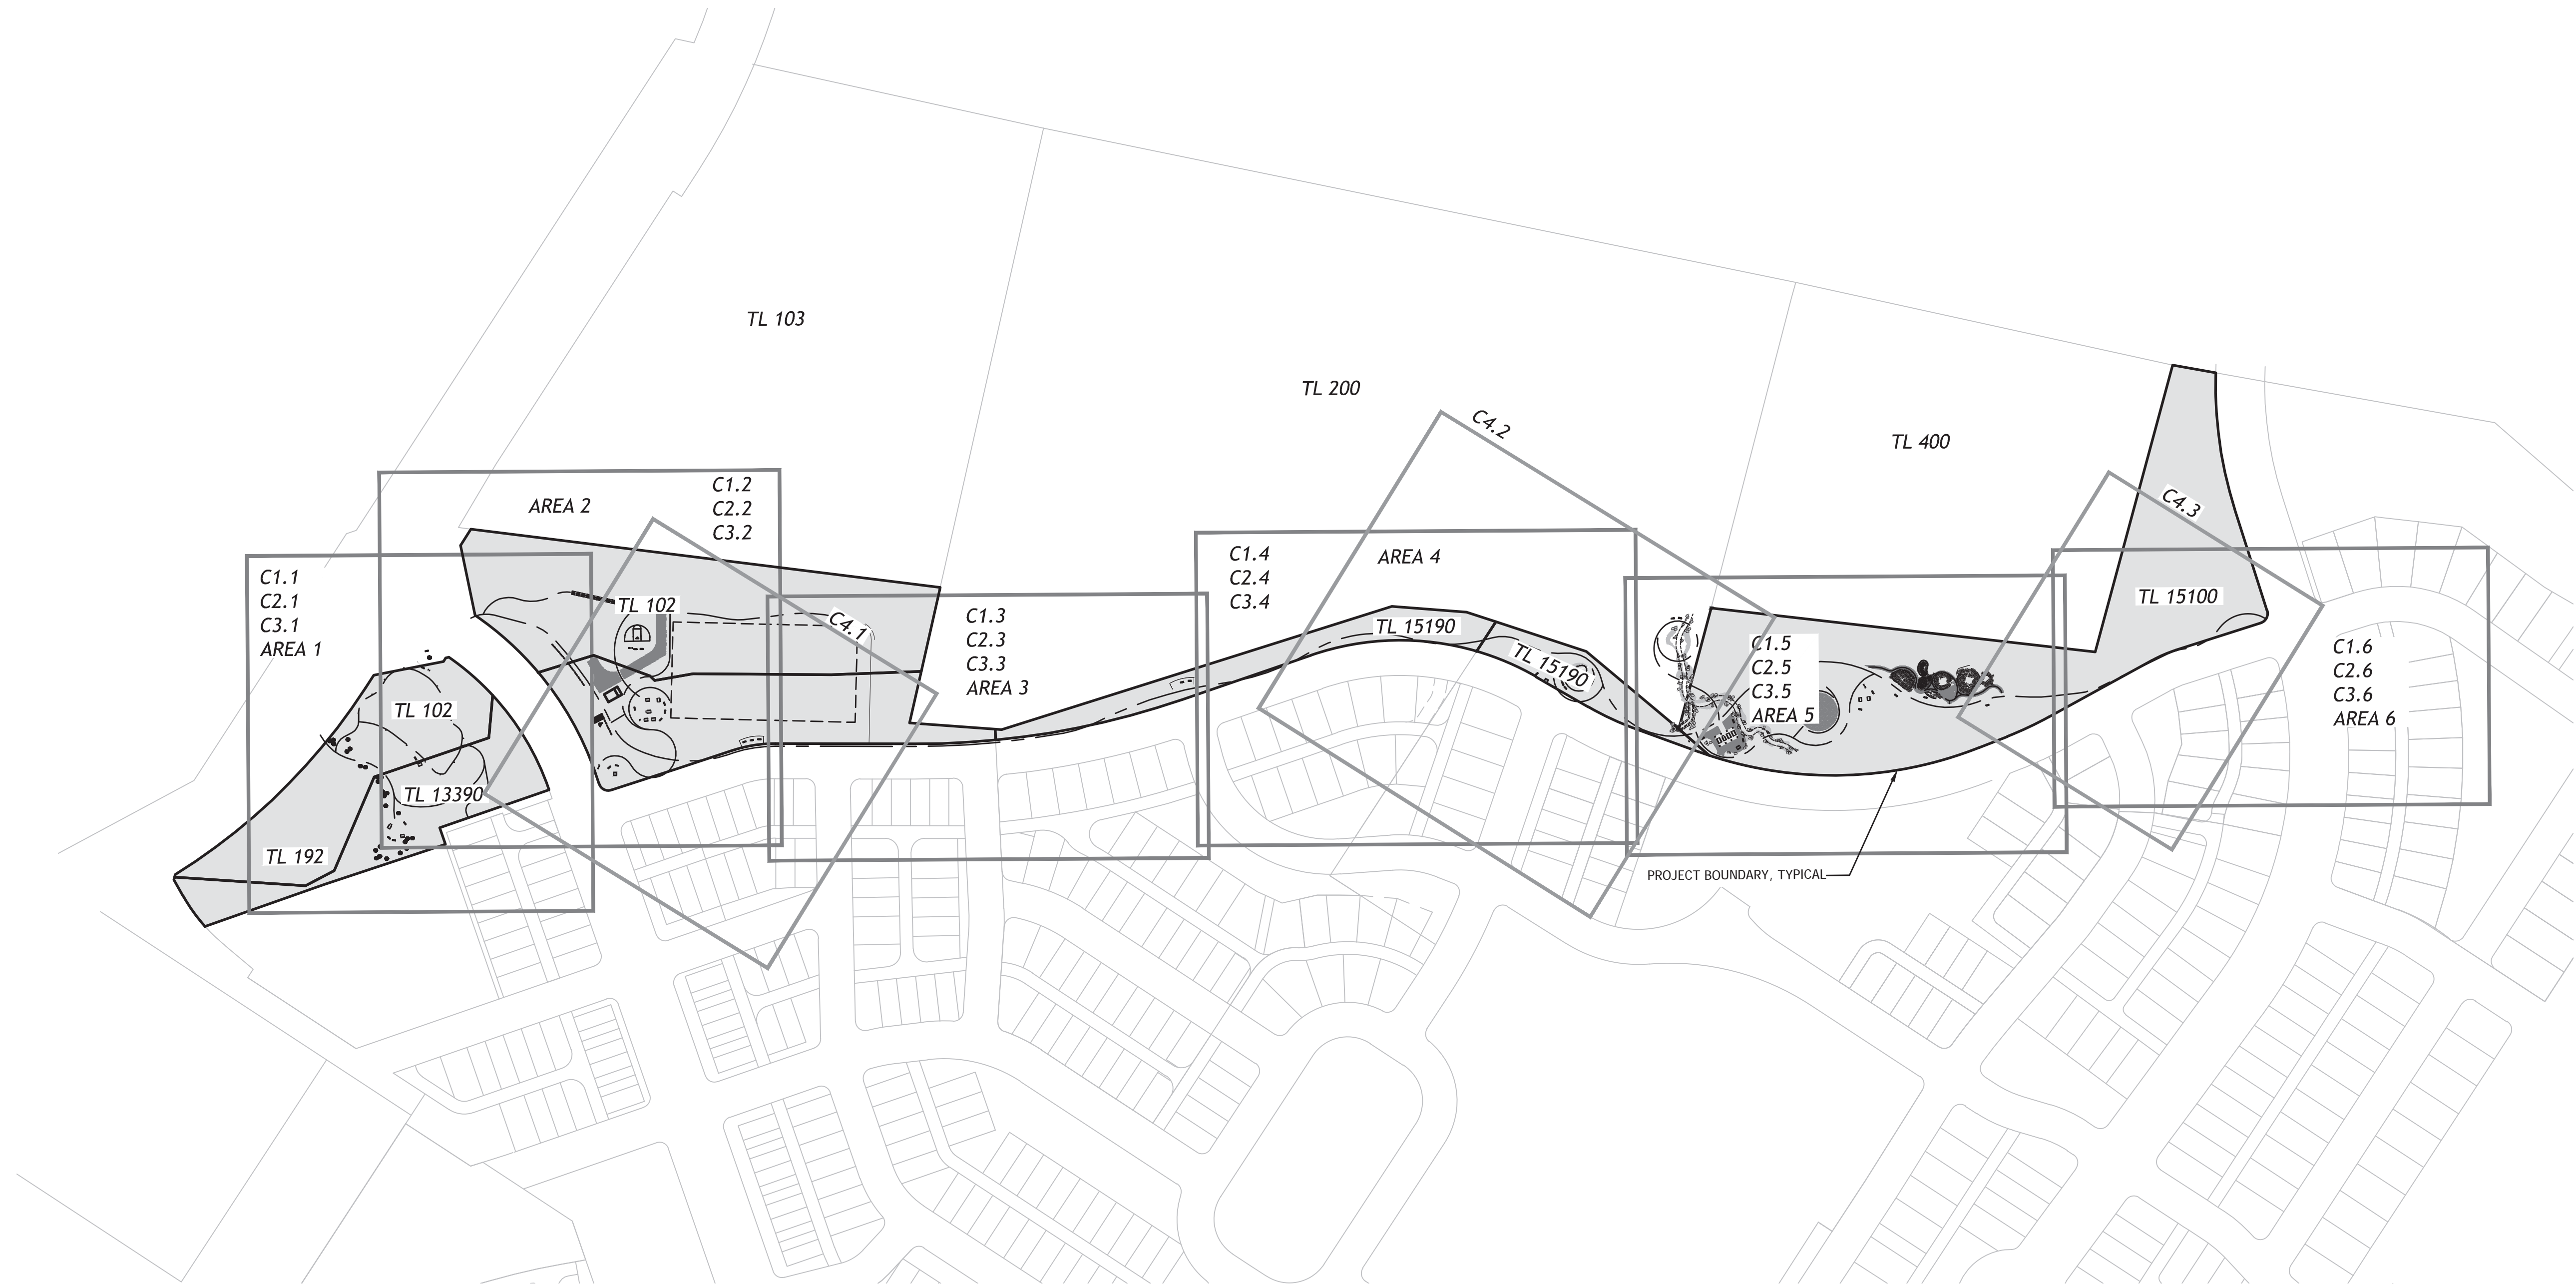 TL 103
TL 200
C4.2
TL 400
C4.3
AREA 2
C1.2
C2.2
C3.2
C1.1
C2.1
C3.1
AREA 1
TL 102
C4.1
C1.3
C2.3
C3.3
AREA 3
C1.4
C2.4
C3.4
AREA 4
TL 15190
TL 15190
C1.5
C2.5
C3.5
AREA 5
TL 15100
C1.6
C2.6
C3.6
AREA 6
TL 102
TL 13390
TL 192
PROJECT BOUNDARY, TYPICAL